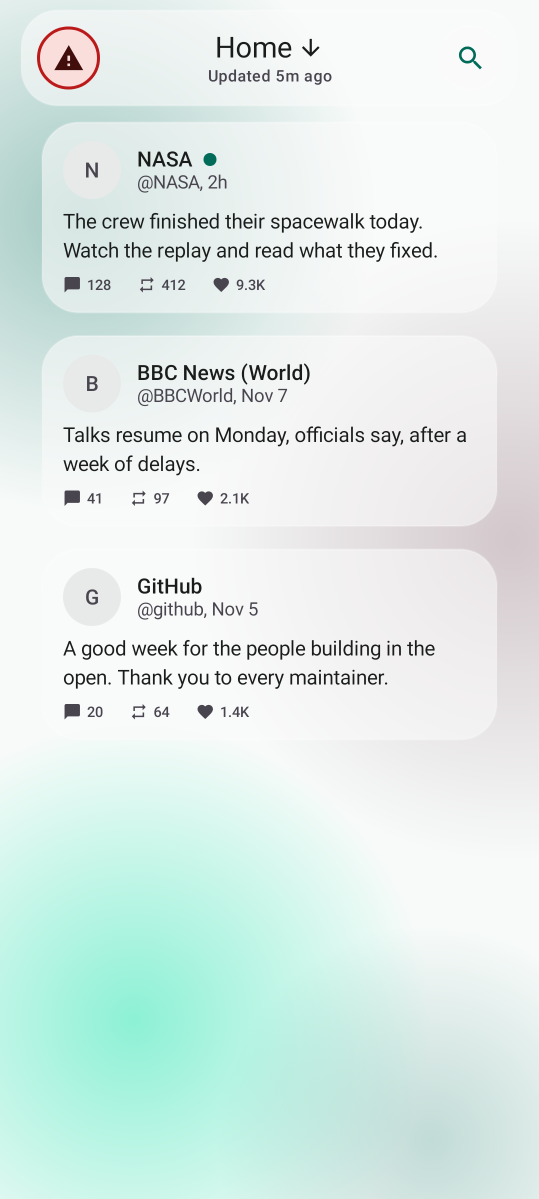 Home ↓
Updated 5m ago
N
NASA
@NASA, 2h
The crew finished their spacewalk today.
Watch the replay and read what they fixed.
128 412 9.3K
B
BBC News (World)
@BBCWorld, Nov 7
Talks resume on Monday, officials say, after a
week of delays.
41 97 2.1K
G
GitHub
@github, Nov 5
A good week for the people building in the
open. Thank you to every maintainer.
20 64 1.4K